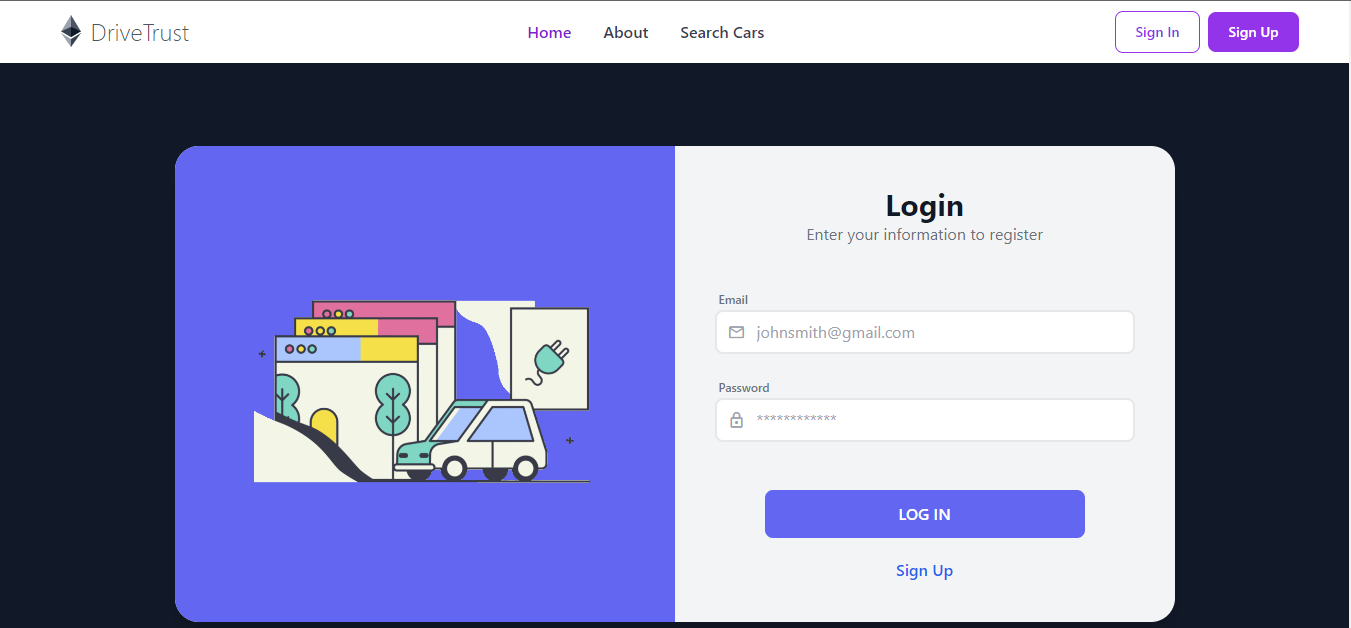 DriveTrust
Home About Search Cars
Sign In Sign Up
Login
Enter your information to register
Email
johnsmith@gmail.com
Password
************
LOG IN
Sign Up